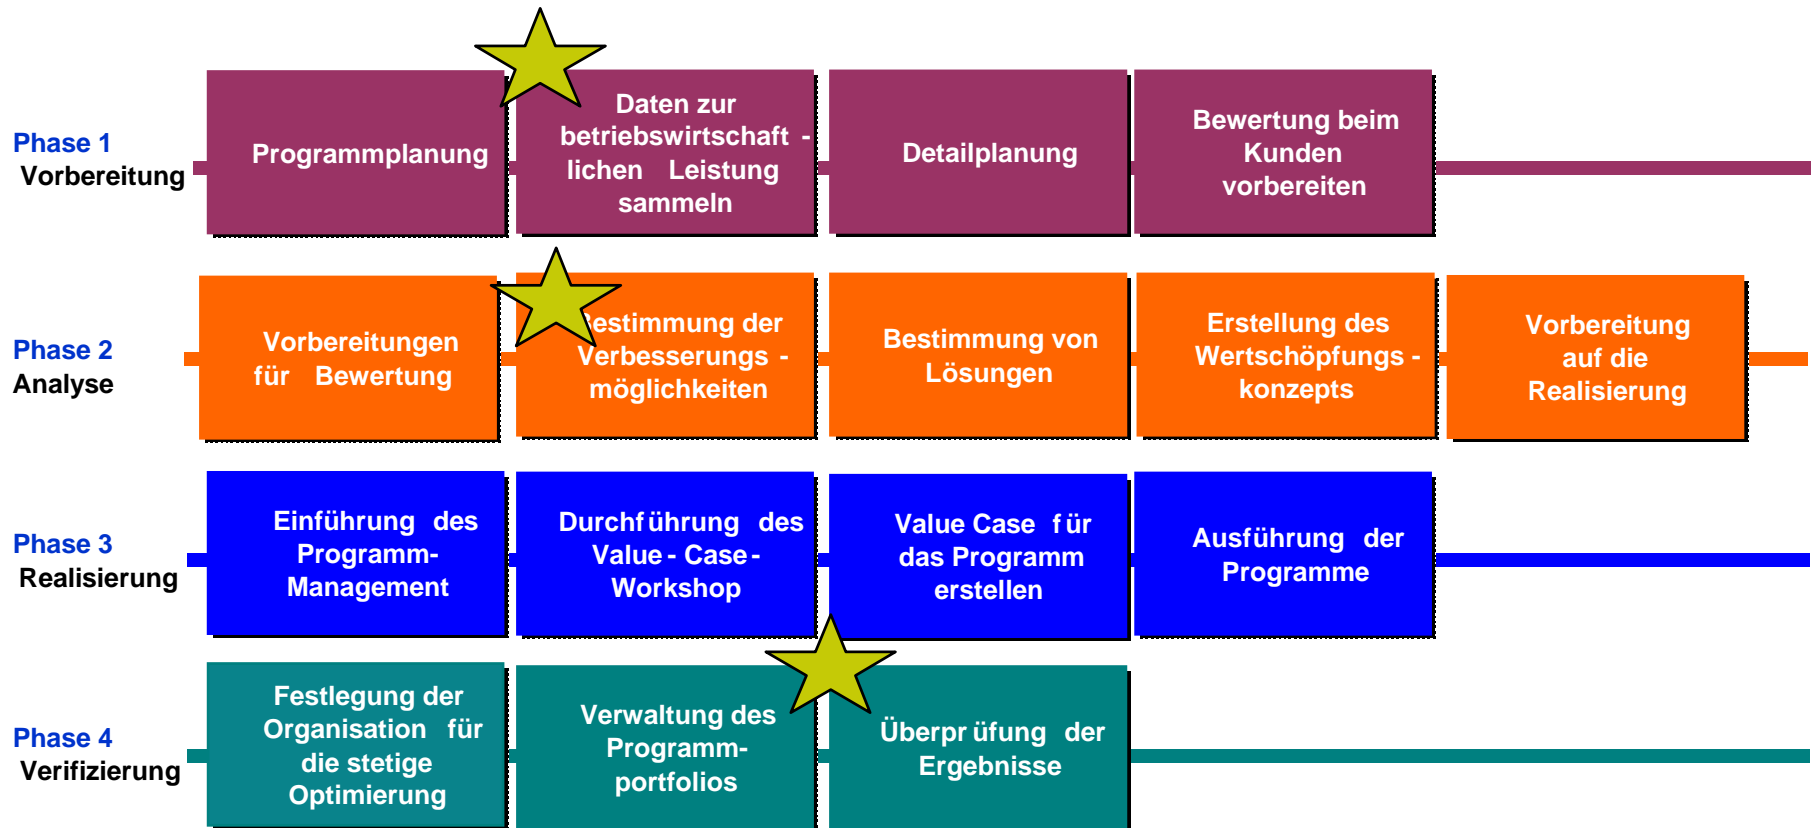 Phase 1
Vorbereitung
Programmplanung
Daten zur
betriebswirtschaft -
lichen Leistung
sammeln
Detailplanung
Bewertung beim
Kunden
vorbereiten
Phase 2
Analyse
Vorbereitungen
für Bewertung
Bestimmung der
Verbesserungs -
möglichkeiten
Bestimmung von
Lösungen
Erstellung des
Wertschöpfungs -
konzepts
Vorbereitung
auf die
Realisierung
Phase 3
Realisierung
Einführung des
Programm-
Management
Durchführung des
Value - Case -
Workshop
Value Case für
das Programm
erstellen
Ausführung der
Programme
Phase 4
Verifizierung
Festlegung der
Organisation für
die stetige
Optimierung
Verwaltung des
Programm-
portfolios
Überprüfung der
Ergebnisse